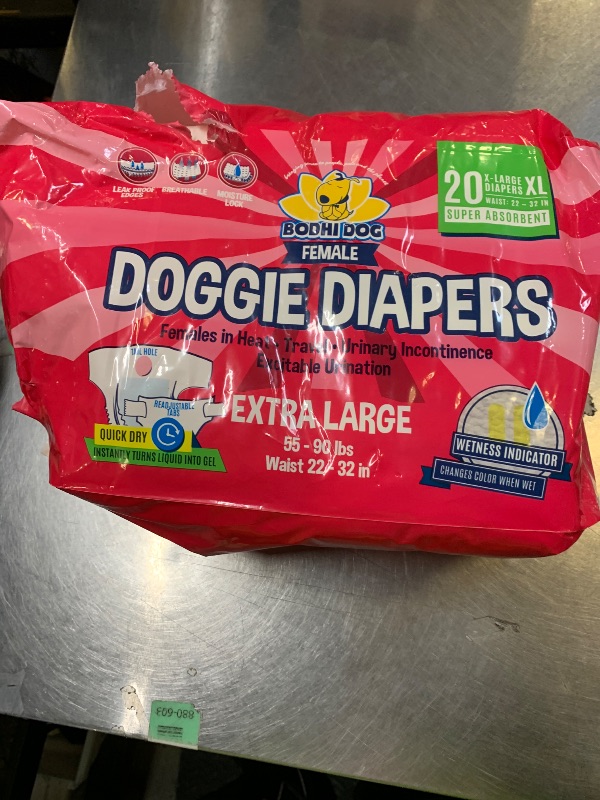 LEAK PROOF
EDGES
BREATHABLE
MOISTURE
LOCK
BODHI DOG
FEMALE
20 X-LARGE DIAPERS XL
WAIST: 22 - 32 IN
SUPER ABSORBENT
DOGGIE DIAPERS
Females in Heat · Travel · Urinary Incontinence
Excitable Urination
TAIL HOLE
READJUSTABLE
TABS
QUICK DRY
INSTANTLY TURNS LIQUID INTO GEL
EXTRA LARGE
55 - 90 lbs
Waist 22 - 32 in
WETNESS INDICATOR
CHANGES COLOR WHEN WET
E09-088